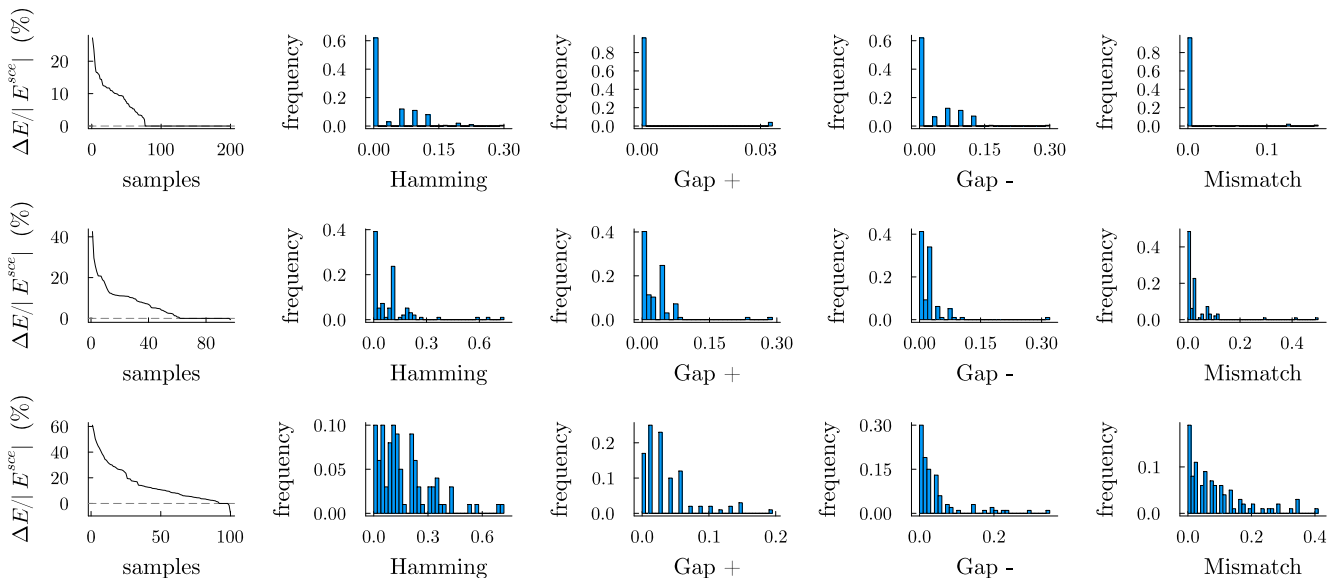 ΔE/| E^sce| (%)
20
10
0
0 100 200
samples
frequency
0.6
0.4
0.2
0.0
0.00 0.15 0.30
Hamming
frequency
0.8
0.6
0.4
0.2
0.0
0.00 0.03
Gap +
frequency
0.6
0.4
0.2
0.0
0.00 0.15 0.30
Gap -
frequency
0.8
0.6
0.4
0.2
0.0
0.0 0.1
Mismatch
ΔE/| E^sce| (%)
40
20
0
0 40 80
samples
frequency
0.4
0.2
0.0
0.0 0.3 0.6
Hamming
frequency
0.4
0.2
0.0
0.00 0.15 0.30
Gap +
frequency
0.4
0.2
0.0
0.00 0.15 0.30
Gap -
frequency
0.4
0.2
0.0
0.0 0.2 0.4
Mismatch
ΔE/| E^sce| (%)
60
40
20
0
0 50 100
samples
frequency
0.10
0.05
0.00
0.0 0.3 0.6
Hamming
frequency
0.2
0.1
0.0
0.0 0.1 0.2
Gap +
frequency
0.30
0.15
0.00
0.0 0.2
Gap -
frequency
0.1
0.0
0.0 0.1 0.2 0.3 0.4
Mismatch